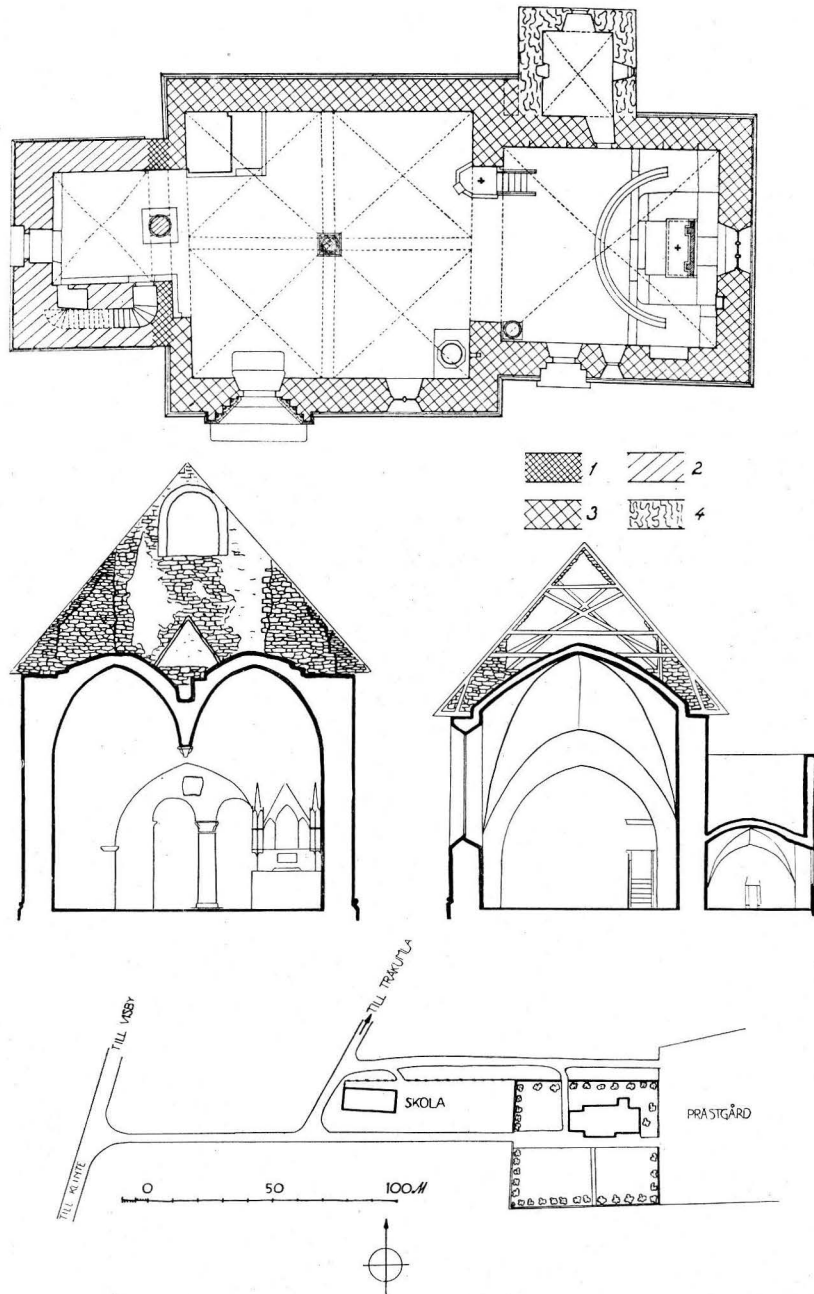 1 2
3 4
TILL VISBY
TILL TRÄKUMLA
SKOLA
PRÄSTGÅRD
TILL KLINTE
0 50 100 M